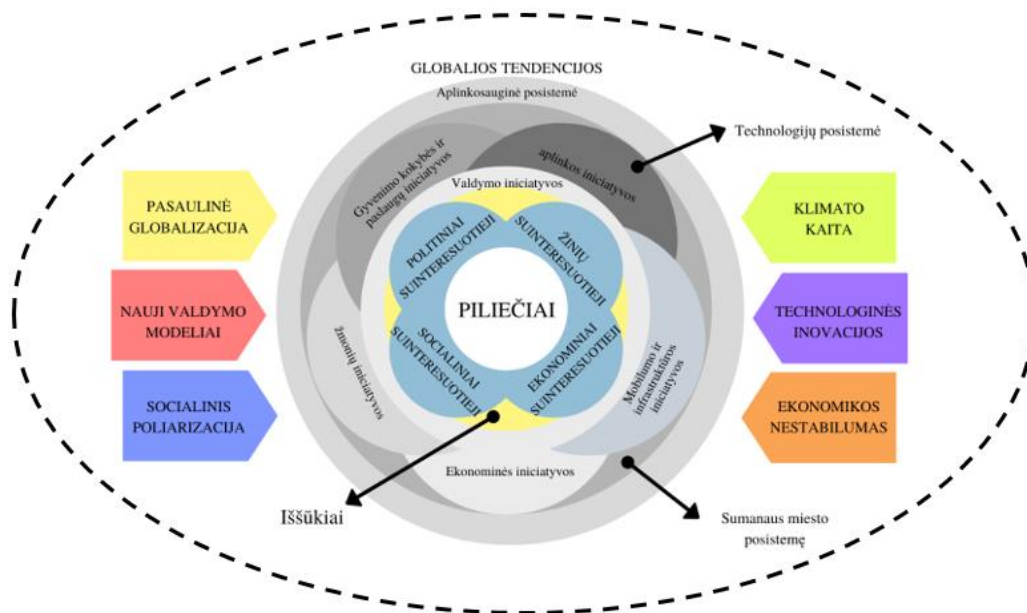 GLOBALIOS TENDENCIJOS
Aplinkosauginė posistemė
Technologijų posistemė
Gyvenimo kokybės ir
paslaugų iniciatyvos
aplinkos iniciatyvos
Valdymo iniciatyvos
PASAULINĖ
GLOBALIZACIJA
POLITINIAI
SUINTERESUOTIEJI
ŽINIŲ
SUINTERESUOTIEJI
KLIMATO
KAITA
NAUJI VALDYMO
MODELIAI
PILIEČIAI
TECHNOLOGINĖS
INOVACIJOS
žmonių iniciatyvos
SOCIALINIAI
SUINTERESUOTIEJI
EKONOMINIAI
SUINTERESUOTIEJI
Mobilumo ir
infrastruktūros
iniciatyvos
SOCIALINIS
POLIARIZACIJA
EKONOMIKOS
NESTABILUMAS
Ekonominės iniciatyvos
Iššūkiai
Sumanaus miesto
posistemę